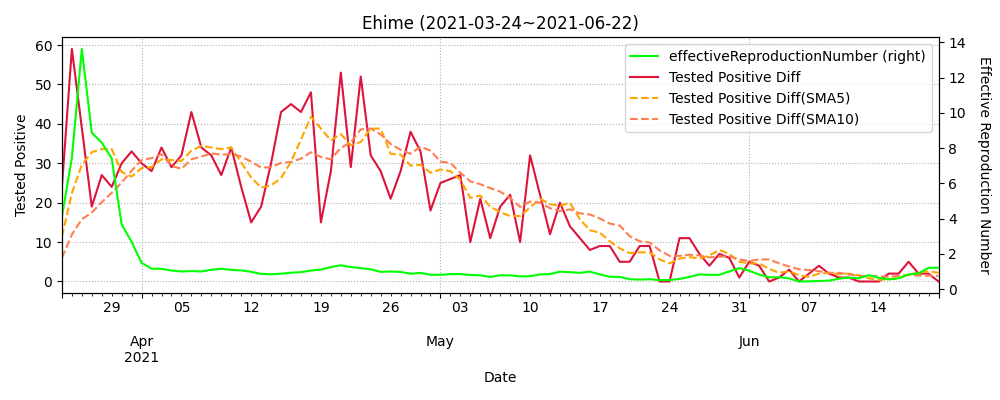 Ehime (2021-03-24~2021-06-22)
effectiveReproductionNumber (right)
Tested Positive Diff
Tested Positive Diff(SMA5)
Tested Positive Diff(SMA10)
Tested Positive
60
50
40
30
20
10
0
14
12
10
8
6
4
2
0
Effective Reproduction Number
29 05 12 19 26 03 10 17 24 31 07 14
Apr May Jun
2021
Date